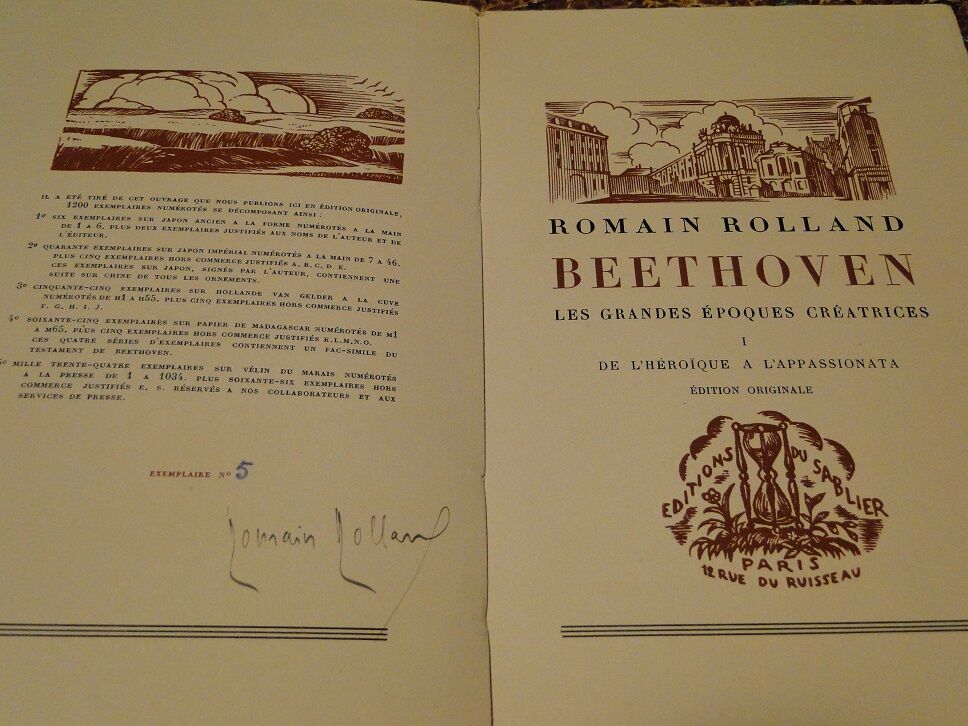 IL A ÉTÉ TIRÉ DE CET OUVRAGE QUE NOUS PUBLIONS ICI EN ÉDITION ORIGINALE,
1200 EXEMPLAIRES NUMÉROTÉS SE DÉCOMPOSANT AINSI :
1º SIX EXEMPLAIRES SUR JAPON ANCIEN A LA FORME NUMÉROTÉS A LA MAIN
DE 1 A 6. PLUS DEUX EXEMPLAIRES JUSTIFIÉS AUX NOMS DE L'AUTEUR ET DE
L'ÉDITEUR.
2º QUARANTE EXEMPLAIRES SUR JAPON IMPÉRIAL NUMÉROTÉS A LA MAIN DE 7 A 46.
PLUS CINQ EXEMPLAIRES HORS COMMERCE JUSTIFIÉS A, B, C, D, E.
CES EXEMPLAIRES SUR JAPON, SIGNÉS PAR L'AUTEUR, CONTIENNENT UNE
SUITE SUR CHINE DE TOUS LES ORNEMENTS.
3º CINQUANTE-CINQ EXEMPLAIRES SUR HOLLANDE VAN GELDER A LA CUVE
NUMÉROTÉS DE H1 A H55. PLUS CINQ EXEMPLAIRES HORS COMMERCE JUSTIFIÉS
F. G. H. I. J.
4º SOIXANTE-CINQ EXEMPLAIRES SUR PAPIER DE MADAGASCAR NUMÉROTÉS DE M1
A M65. PLUS CINQ EXEMPLAIRES HORS COMMERCE JUSTIFIÉS K.L.M.N.O.
CES QUATRE SÉRIES D'EXEMPLAIRES CONTIENNENT UN FAC-SIMILE DU
TESTAMENT DE BEETHOVEN.
5º MILLE TRENTE-QUATRE EXEMPLAIRES SUR VÉLIN DU MARAIS NUMÉROTÉS
A LA PRESSE DE 1 A 1034. PLUS SOIXANTE-SIX EXEMPLAIRES HORS
COMMERCE JUSTIFIÉS E. S. RÉSERVÉS A NOS COLLABORATEURS ET AUX
SERVICES DE PRESSE.
EXEMPLAIRE Nº 5
Romain Rolland
ROMAIN ROLLAND
BEETHOVEN
LES GRANDES ÉPOQUES CRÉATRICES
I
DE L'HÉROÏQUE A L'APPASSIONATA
ÉDITION ORIGINALE
EDITIONS DU SABLIER
PARIS
12 RUE DU RUISSEAU